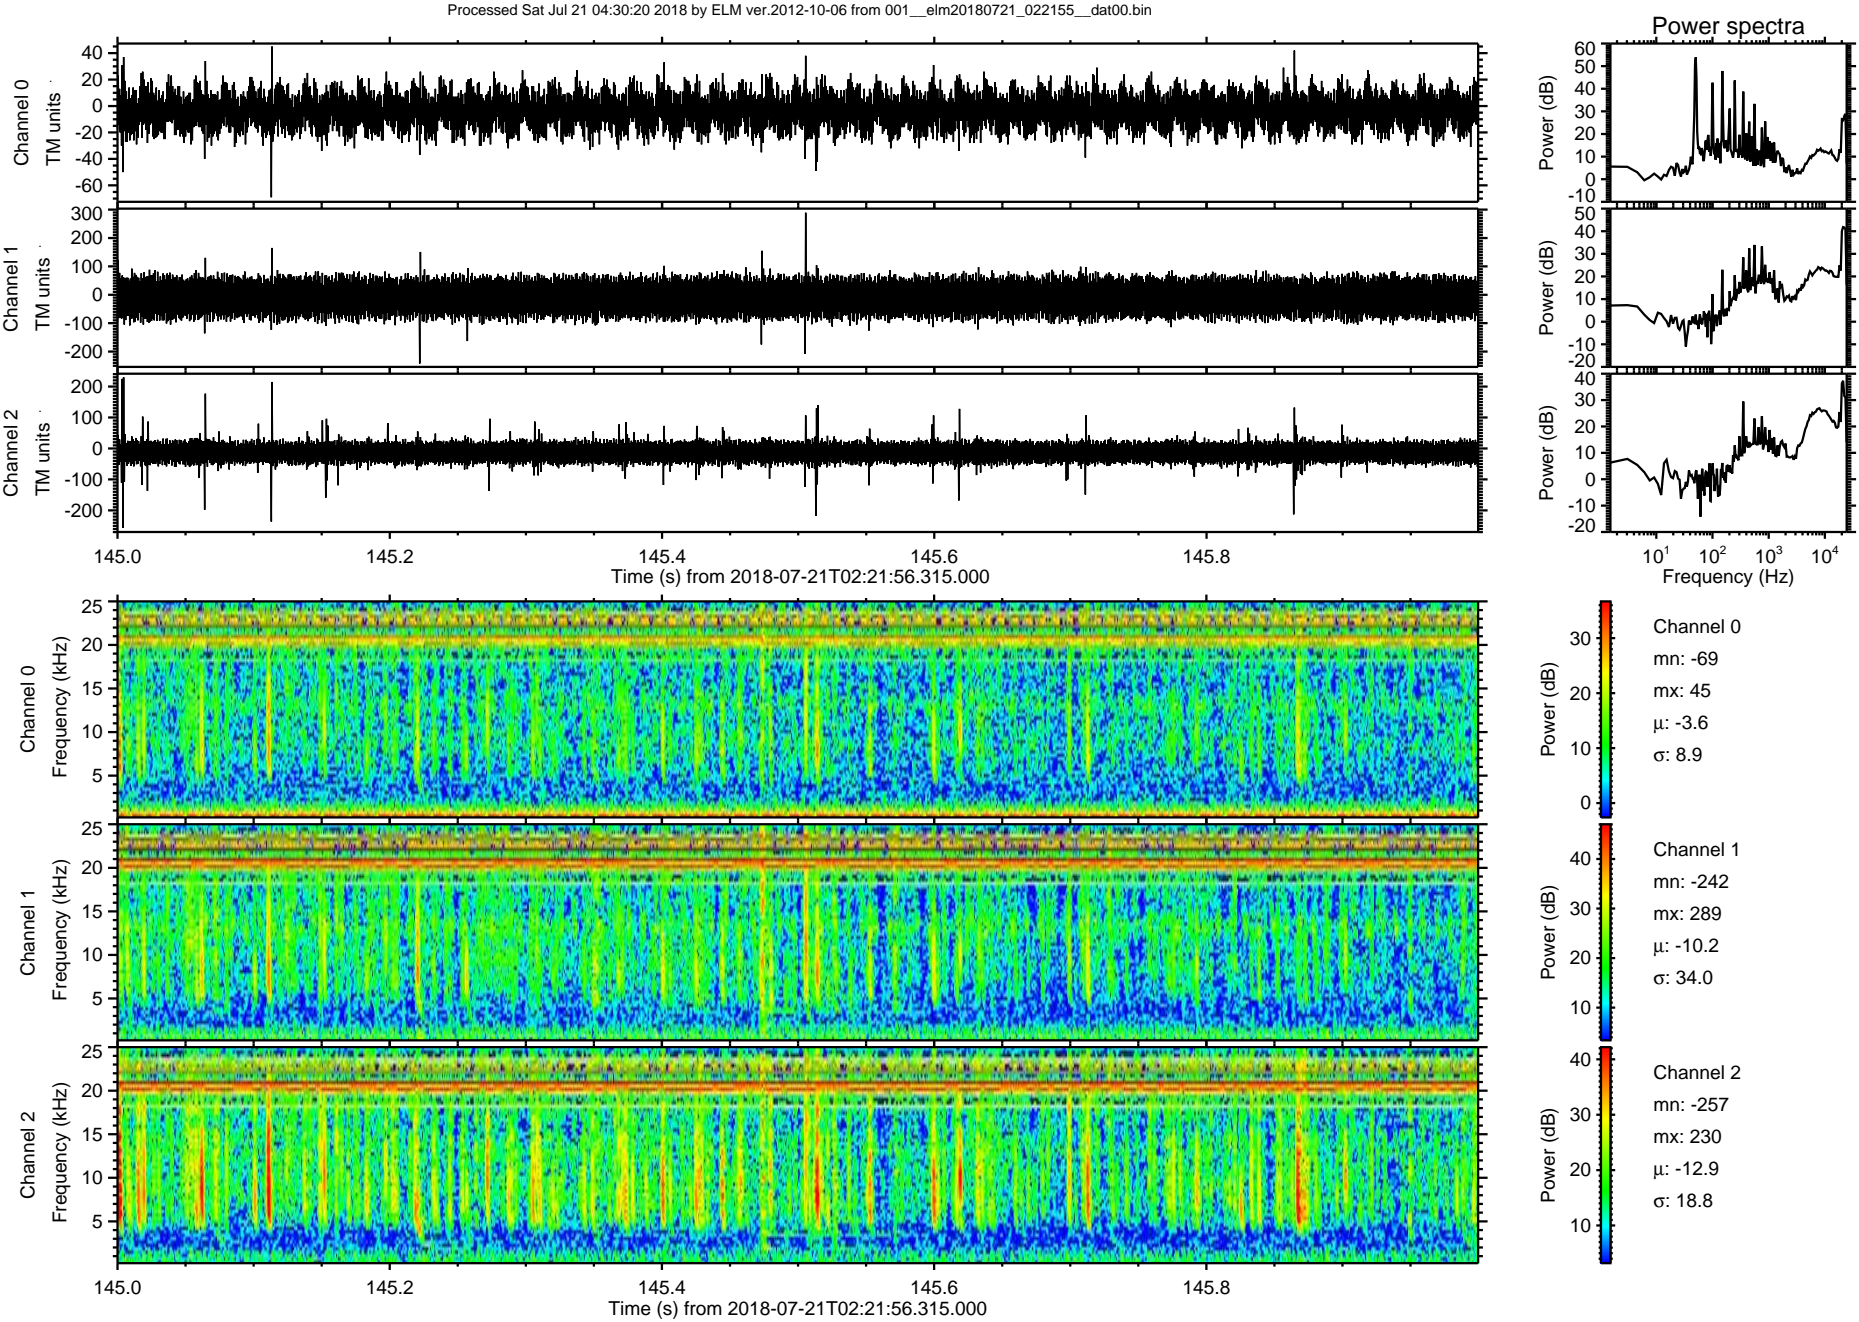 Processed Sat Jul 21 04:30:20 2018 by ELM ver.2012-10-06 from 001__elm20180721_022155__dat00.bin
Power spectra
Channel 0
TM units
40
20
0
-20
-40
-60
Power (dB)
60
50
40
30
20
10
0
-10
Channel 1
TM units
300
200
100
0
-100
-200
Power (dB)
50
40
30
20
10
0
-10
-20
Channel 2
TM units
200
100
0
-100
-200
Power (dB)
40
30
20
10
0
-10
-20
145.0 145.2 145.4 145.6 145.8
Time (s) from 2018-07-21T02:21:56.315.000
10¹ 10² 10³ 10⁴
Frequency (Hz)
Channel 0
Frequency (kHz)
25
20
15
10
5
Power (dB)
30
20
10
0
Channel 0
mn: -69
mx: 45
μ: -3.6
σ: 8.9
Channel 1
Frequency (kHz)
25
20
15
10
5
Power (dB)
40
30
20
10
Channel 1
mn: -242
mx: 289
μ: -10.2
σ: 34.0
Channel 2
Frequency (kHz)
25
20
15
10
5
Power (dB)
40
30
20
10
Channel 2
mn: -257
mx: 230
μ: -12.9
σ: 18.8
145.0 145.2 145.4 145.6 145.8
Time (s) from 2018-07-21T02:21:56.315.000